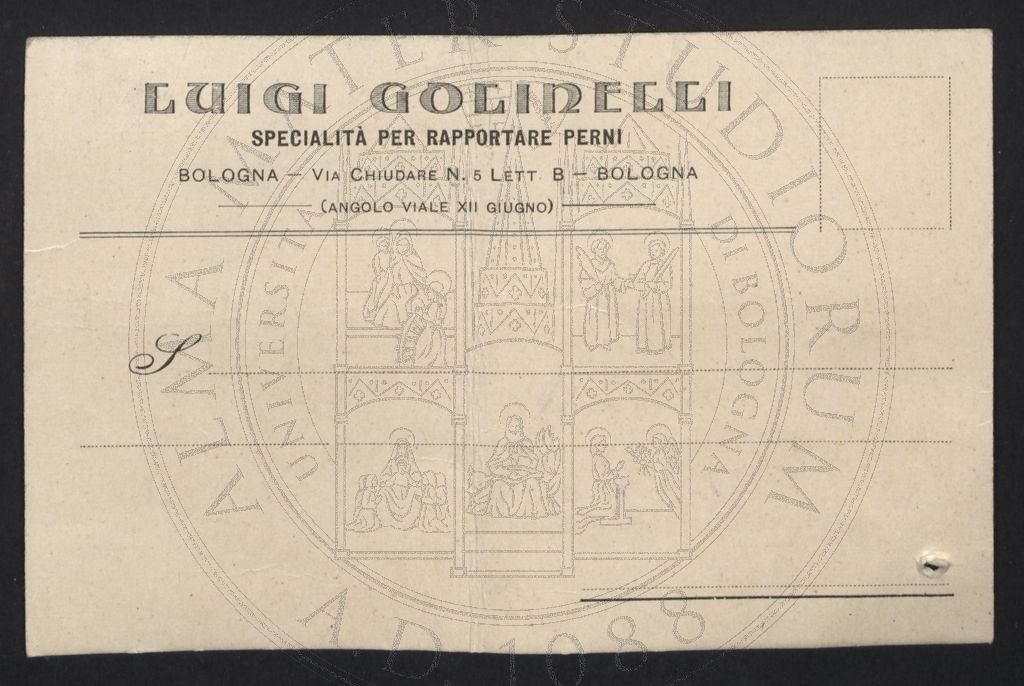 LUIGI GOLINELLI
SPECIALITÀ PER RAPPORTARE PERNI
BOLOGNA — VIA CHIUDARE N. 5 LETT. B — BOLOGNA
(ANGOLO VIALE XII GIUGNO)
S
ALMA MATER STUDIORUM
UNIVERSITA DI BOLOGNA
A.D. 1088